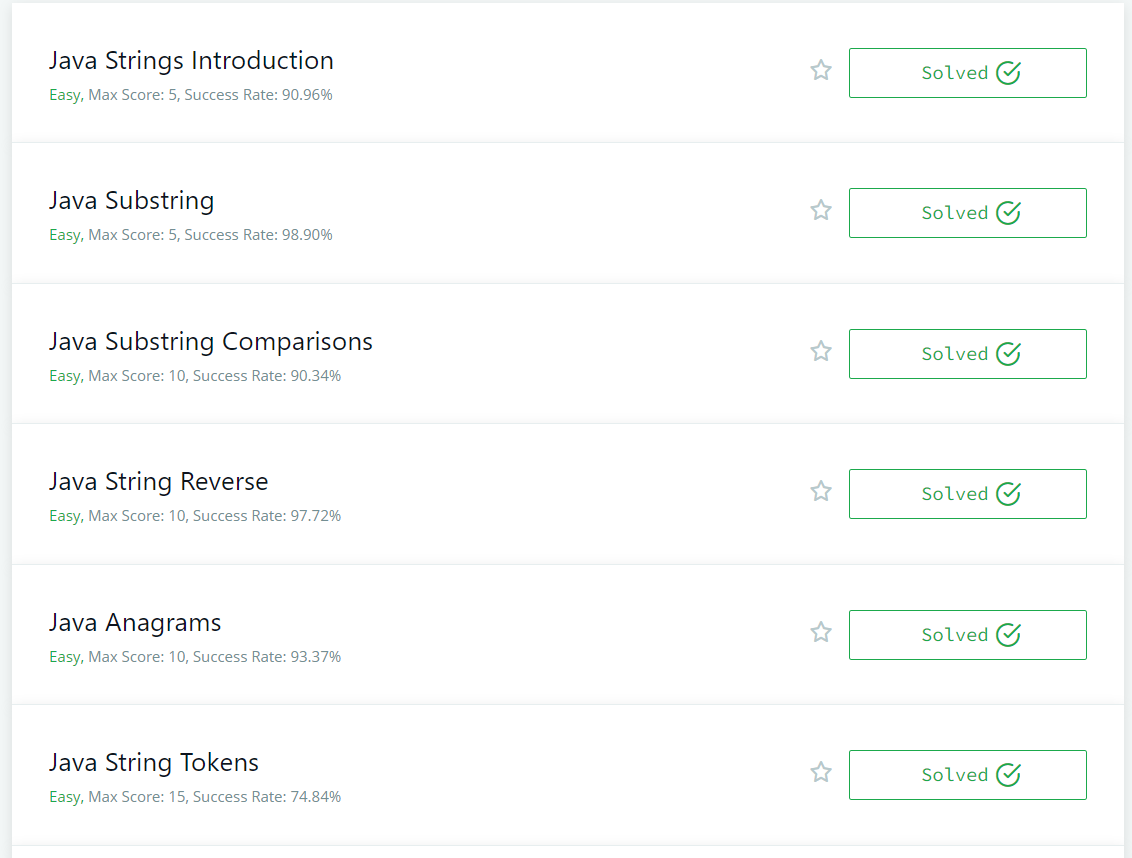 Java Strings Introduction
Easy, Max Score: 5, Success Rate: 90.96%
Solved
Java Substring
Easy, Max Score: 5, Success Rate: 98.90%
Solved
Java Substring Comparisons
Easy, Max Score: 10, Success Rate: 90.34%
Solved
Java String Reverse
Easy, Max Score: 10, Success Rate: 97.72%
Solved
Java Anagrams
Easy, Max Score: 10, Success Rate: 93.37%
Solved
Java String Tokens
Easy, Max Score: 15, Success Rate: 74.84%
Solved